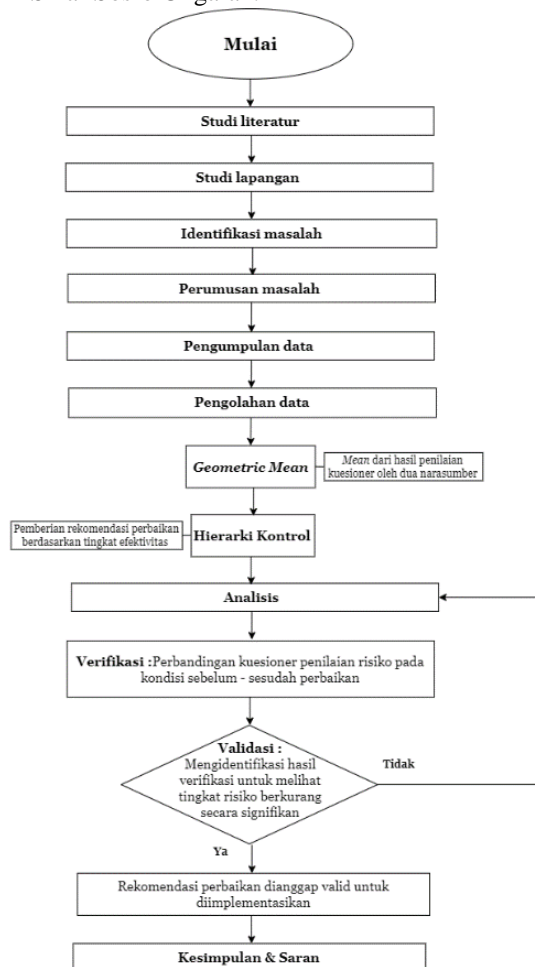 Mulai
Studi literatur
Studi lapangan
Identifikasi masalah
Perumusan masalah
Pengumpulan data
Pengolahan data
Geometric Mean
Mean dari hasil penilaian
kuesioner oleh dua narasumber
Pemberian rekomendasi perbaikan
berdasarkan tingkat efektivitas
Hierarki Kontrol
Analisis
Verifikasi :Perbandingan kuesioner penilaian risiko pada
kondisi sebelum - sesudah perbaikan
Validasi :
Mengidentifikasi hasil
verifikasi untuk melihat
tingkat risiko berkurang
secara signifikan
Tidak
Ya
Rekomendasi perbaikan dianggap valid untuk
diimplementasikan
Kesimpulan & Saran